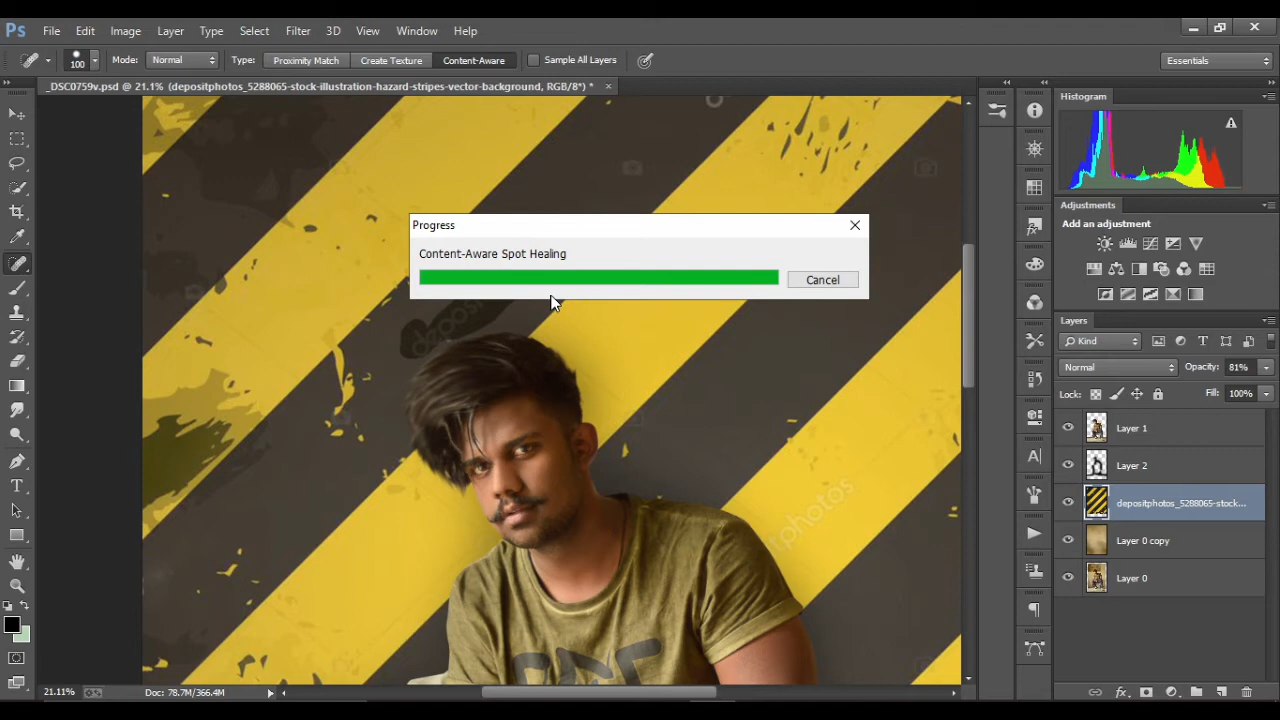 Ps File Edit Image Layer Type Select Filter 3D View Window Help
100 Mode: Normal Type: Proximity Match Create Texture Content-Aware Sample All Layers Essentials
_DSC0759v.psd @ 21.1% (depositphotos_5288065-stock-illustration-hazard-stripes-vector-background, RGB/8*) *
Histogram
Progress
Content-Aware Spot Healing
Cancel
Adjustments
Add an adjustment
Layers
Kind
Normal Opacity: 81%
Lock: Fill: 100%
Layer 1
Layer 2
depositphotos_5288065-stock...
Layer 0 copy
Layer 0
21.11% Doc: 78.7M/366.4M